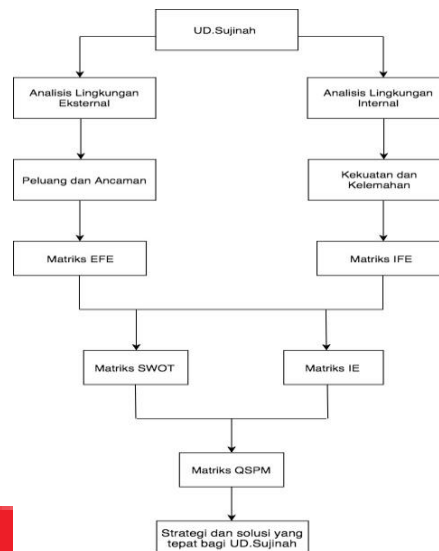 UD.Sujinah
Analisis Lingkungan
Eksternal
Analisis Lingkungan
Internal
Peluang dan Ancaman
Kekuatan dan
Kelemahan
Matriks EFE
Matriks IFE
Matriks SWOT
Matriks IE
Matriks QSPM
Strategi dan solusi yang
tepat bagi UD.Sujinah